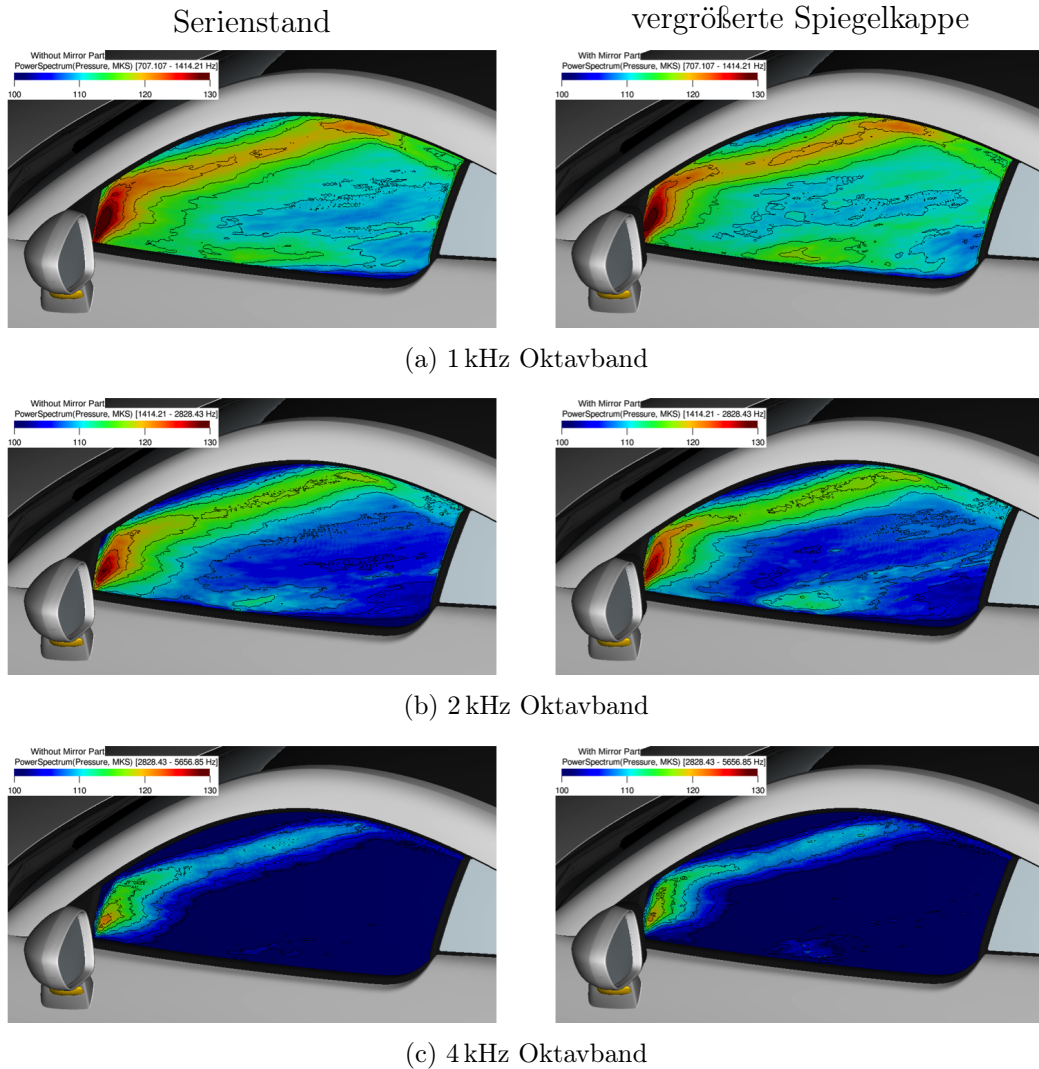 Serienstand
vergrößerte Spiegelkappe
Without Mirror Part
PowerSpectrum(Pressure, MKS) [707.107 - 1414.21 Hz]
100 110 120 130
With Mirror Part
PowerSpectrum(Pressure, MKS) [707.107 - 1414.21 Hz]
100 110 120 130
(a) 1 kHz Oktavband
Without Mirror Part
PowerSpectrum(Pressure, MKS) [1414.21 - 2828.43 Hz]
100 110 120 130
With Mirror Part
PowerSpectrum(Pressure, MKS) [1414.21 - 2828.43 Hz]
100 110 120 130
(b) 2 kHz Oktavband
Without Mirror Part
PowerSpectrum(Pressure, MKS) [2828.43 - 5656.85 Hz]
100 110 120 130
With Mirror Part
PowerSpectrum(Pressure, MKS) [2828.43 - 5656.85 Hz]
100 110 120 130
(c) 4 kHz Oktavband